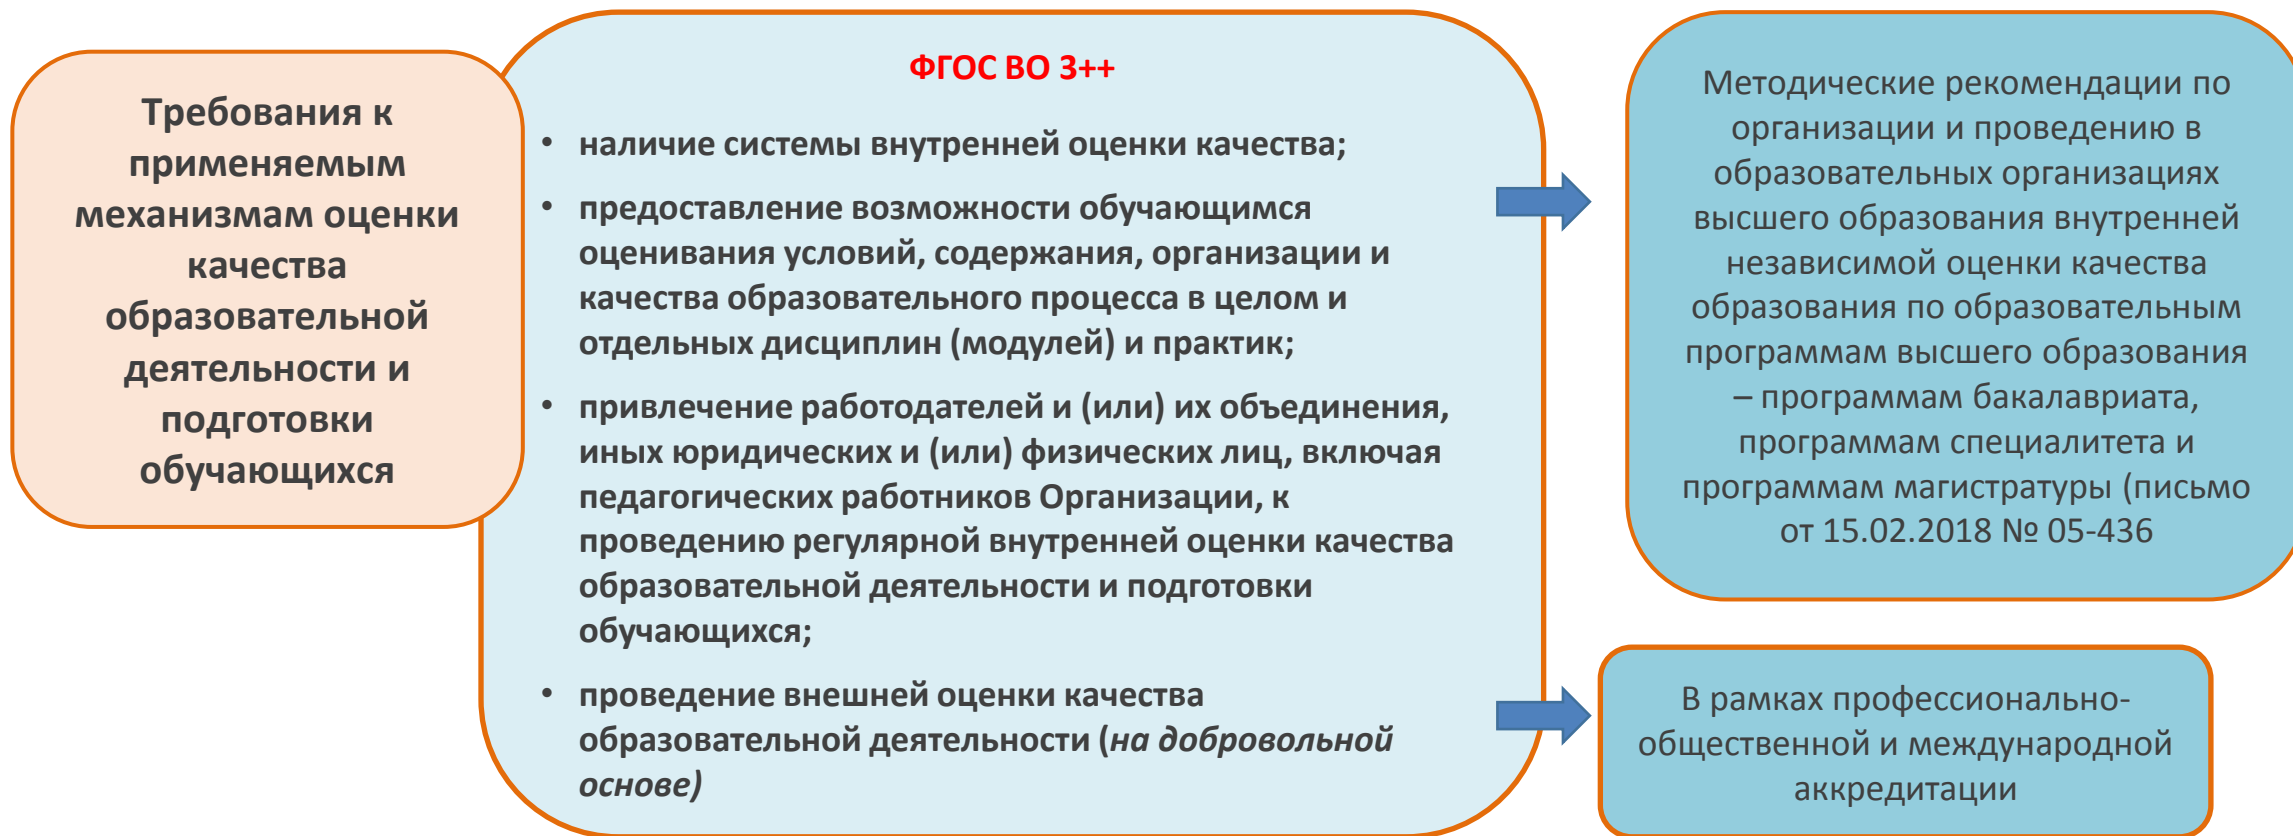 Требования к
применяемым
механизмам оценки
качества
образовательной
деятельности и
подготовки
обучающихся
ФГОС ВО 3++
• наличие системы внутренней оценки качества;
• предоставление возможности обучающимся
оценивания условий, содержания, организации и
качества образовательного процесса в целом и
отдельных дисциплин (модулей) и практик;
• привлечение работодателей и (или) их объединения,
иных юридических и (или) физических лиц, включая
педагогических работников Организации, к
проведению регулярной внутренней оценки качества
образовательной деятельности и подготовки
обучающихся;
• проведение внешней оценки качества
образовательной деятельности (на добровольной
основе)
Методические рекомендации по
организации и проведению в
образовательных организациях
высшего образования внутренней
независимой оценки качества
образования по образовательным
программам высшего образования
– программам бакалавриата,
программам специалитета и
программам магистратуры (письмо
от 15.02.2018 № 05-436
В рамках профессионально-
общественной и международной
аккредитации